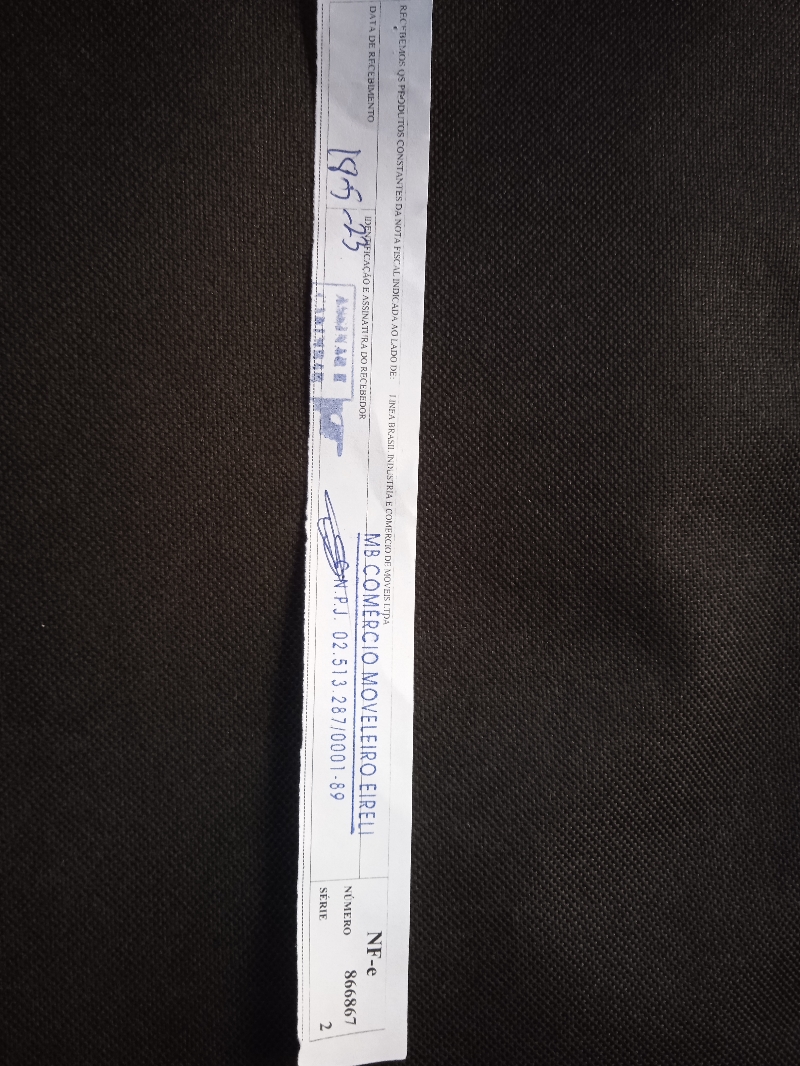 RECEBEMOS OS PRODUTOS CONSTANTES DA NOTA FISCAL INDICADA AO LADO DE: LINEA BRASIL INDUSTRIA E COMERCIO DE MOVEIS LTDA
DATA DE RECEBIMENTO
IDENTIFICAÇÃO E ASSINATURA DO RECEBEDOR
MB COMÉRCIO MOVELEIRO EIRELI
C.N.P.J. 02.513.287/0001-89
NF-e
NÚMERO 866867
SÉRIE 2